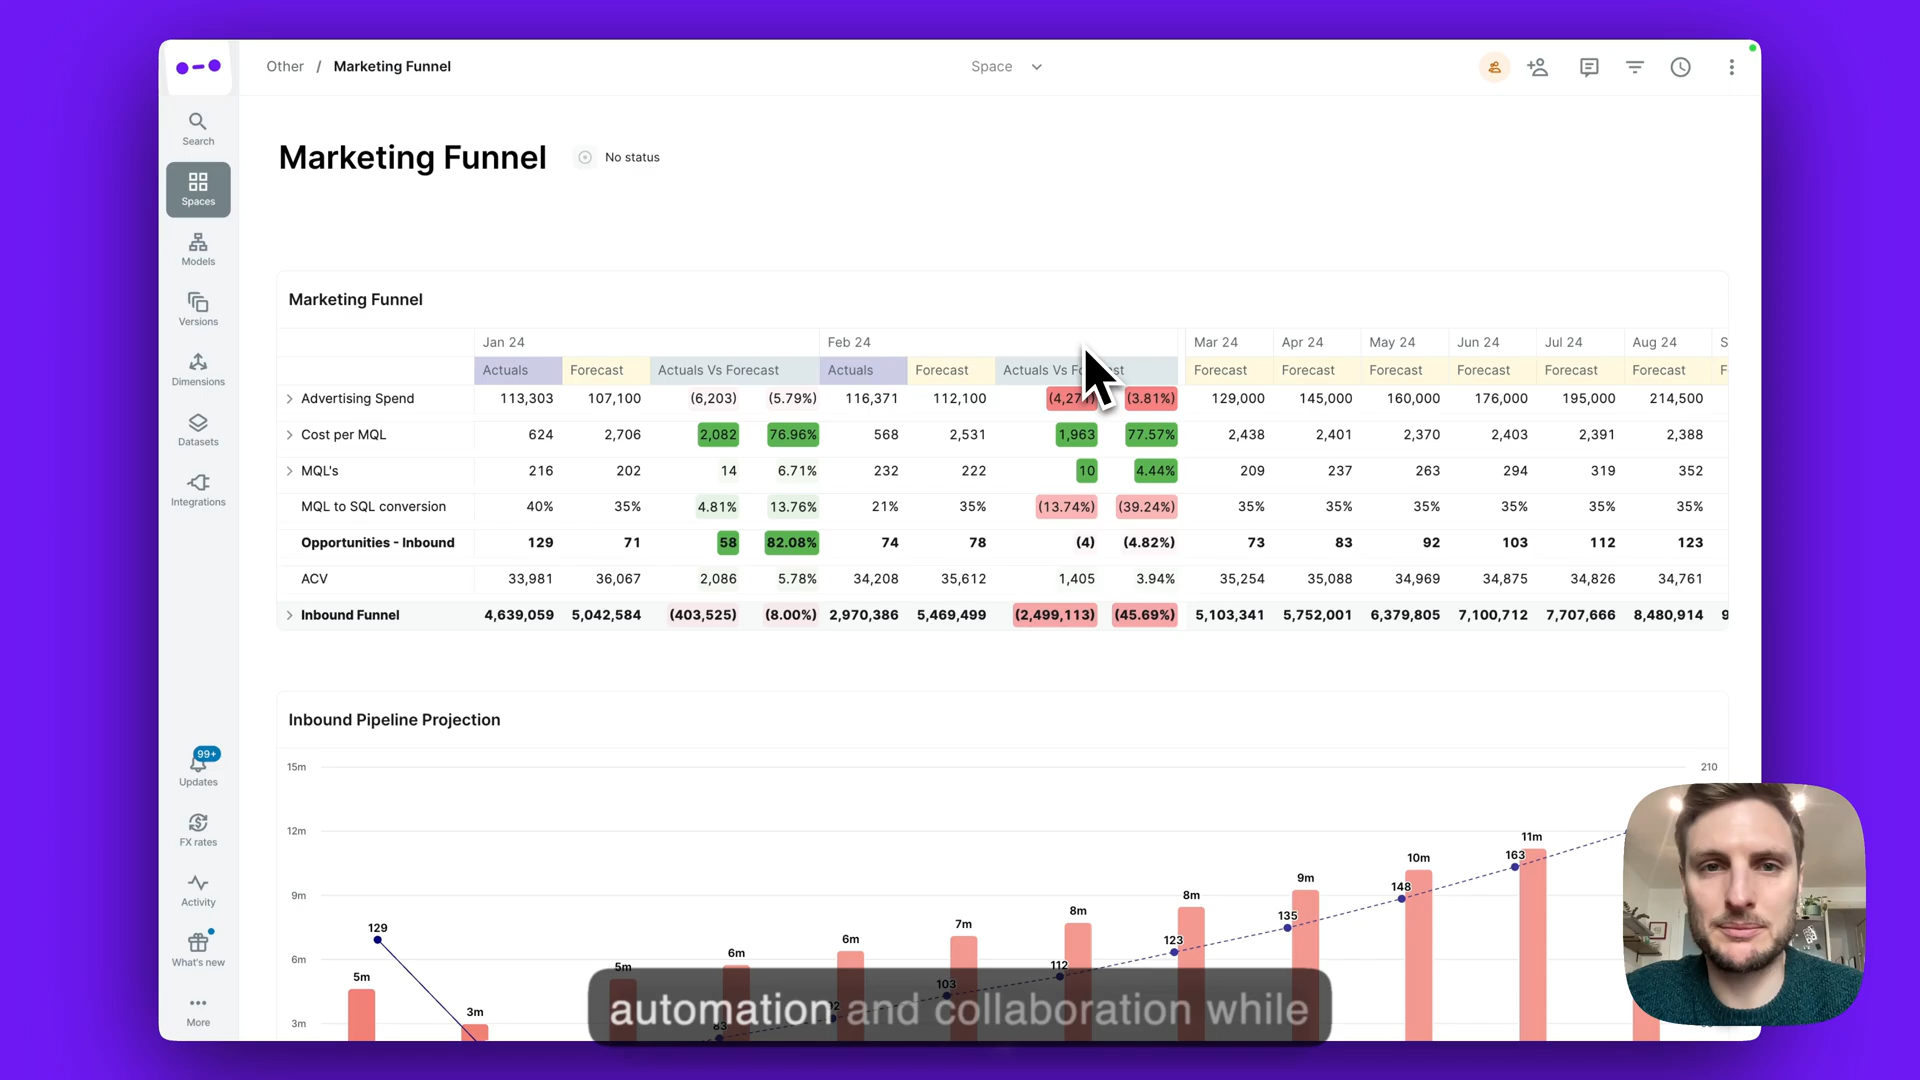 Other / Marketing Funnel
Space
Search
Spaces
Models
Versions
Dimensions
Datasets
Integrations
99+
Updates
FX rates
Activity
What's new
More
Marketing Funnel
No status
Marketing Funnel
Jan 24 Feb 24 Mar 24 Apr 24 May 24 Jun 24 Jul 24 Aug 24 S
Actuals Forecast Actuals Vs Forecast Actuals Forecast Actuals Vs Forecast Forecast Forecast Forecast Forecast Forecast Forecast F
Advertising Spend 113,303 107,100 (6,203) (5.79%) 116,371 112,100 (4,271) (3.81%) 129,000 145,000 160,000 176,000 195,000 214,500
Cost per MQL 624 2,706 2,082 76.96% 568 2,531 1,963 77.57% 2,438 2,401 2,370 2,403 2,391 2,388
MQL's 216 202 14 6.71% 232 222 10 4.44% 209 237 263 294 319 352
MQL to SQL conversion 40% 35% 4.81% 13.76% 21% 35% (13.74%) (39.24%) 35% 35% 35% 35% 35% 35%
Opportunities - Inbound 129 71 58 82.08% 74 78 (4) (4.82%) 73 83 92 103 112 123
ACV 33,981 36,067 2,086 5.78% 34,208 35,612 1,405 3.94% 35,254 35,088 34,969 34,875 34,826 34,761
Inbound Funnel 4,639,059 5,042,584 (403,525) (8.00%) 2,970,386 5,469,499 (2,499,113) (45.69%) 5,103,341 5,752,001 6,379,805 7,100,712 7,707,666 8,480,914 9
Inbound Pipeline Projection
15m 210
12m 11m
163
10m
148
9m 9m
8m
135
129 7m 8m
123
6m 6m 6m
112
5m 5m
103
3m
3m 83
automation and collaboration while